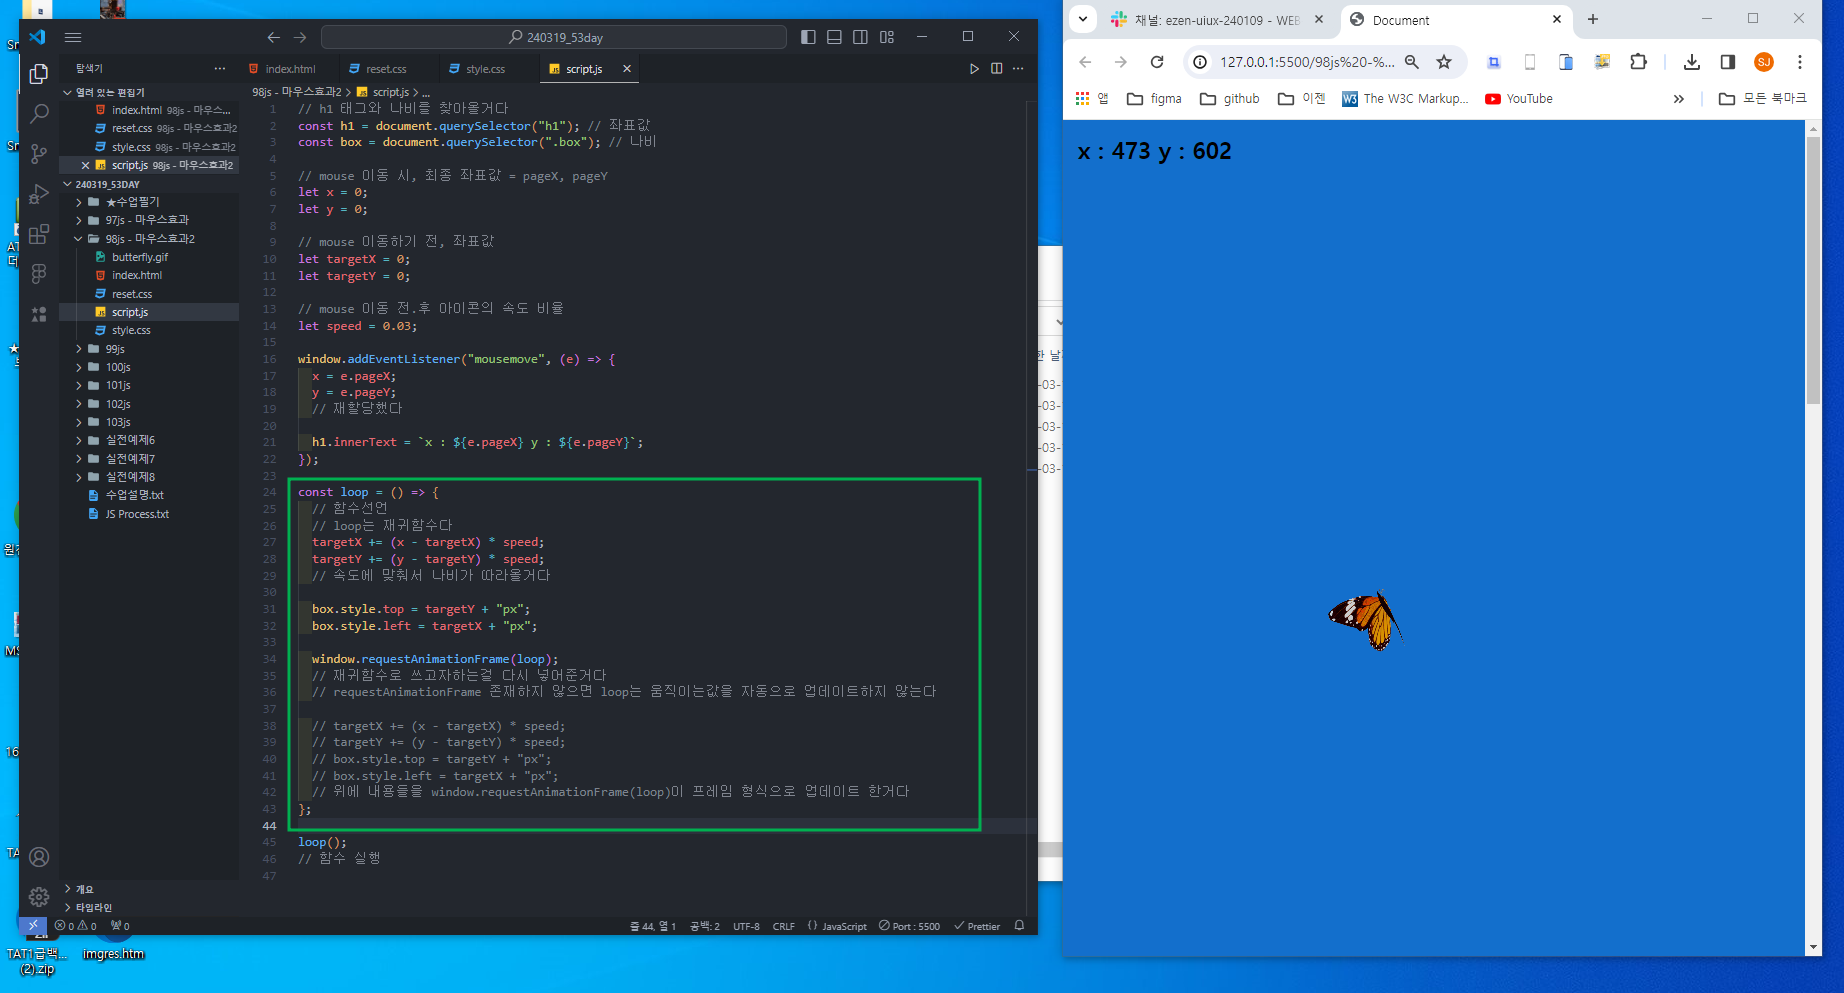 240319_53day
탐색기
index.html
reset.css
style.css
script.js
열려 있는 편집기
index.html 98js - 마우스...
reset.css 98js - 마우스효과2
style.css 98js - 마우스효과2
script.js 98js - 마우스효과2
240319_53DAY
★수업필기
97js - 마우스효과
98js - 마우스효과2
butterfly.gif
index.html
reset.css
script.js
style.css
99js
100js
101js
102js
103js
실전예제6
실전예제7
실전예제8
수업설명.txt
JS Process.txt
개요
타임라인
98js - 마우스효과2 > script.js > ...
1 // h1 태그와 나비를 찾아올거다
2 const h1 = document.querySelector("h1"); // 좌표값
3 const box = document.querySelector(".box"); // 나비
4
5 // mouse 이동 시, 최종 좌표값 = pageX, pageY
6 let x = 0;
7 let y = 0;
8
9 // mouse 이동하기 전, 좌표값
10 let targetX = 0;
11 let targetY = 0;
12
13 // mouse 이동 전.후 아이콘의 속도 비율
14 let speed = 0.03;
15
16 window.addEventListener("mousemove", (e) => {
17 x = e.pageX;
18 y = e.pageY;
19 // 재할당했다
20
21 h1.innerText = `x : ${e.pageX} y : ${e.pageY}`;
22 });
23
24 const loop = () => {
25 // 함수선언
26 // loop는 재귀함수다
27 targetX += (x - targetX) * speed;
28 targetY += (y - targetY) * speed;
29 // 속도에 맞춰서 나비가 따라올거다
30
31 box.style.top = targetY + "px";
32 box.style.left = targetX + "px";
33
34 window.requestAnimationFrame(loop);
35 // 재귀함수로 쓰고자하는걸 다시 넣어준거다
36 // requestAnimationFrame 존재하지 않으면 loop는 움직이는값을 자동으로 업데이트하지 않는다
37
38 // targetX += (x - targetX) * speed;
39 // targetY += (y - targetY) * speed;
40 // box.style.top = targetY + "px";
41 // box.style.left = targetX + "px";
42 // 위에 내용들을 window.requestAnimationFrame(loop)이 프레임 형식으로 업데이트 한거다
43 };
44
45 loop();
46 // 함수 실행
47
0 0 0
줄 44, 열 1 공백: 2 UTF-8 CRLF {} JavaScript Port : 5500 Prettier
TAT1급백...
(2).zip
imgres.htm
채널: ezen-uiux-240109 - WEB
Document
127.0.0.1:5500/98js%20-%...
SJ
앱 figma github 이젠 The W3C Markup... YouTube » 모든 북마크
x : 473 y : 602
한 날
-03-
-03-
-03-
-03-
-03-